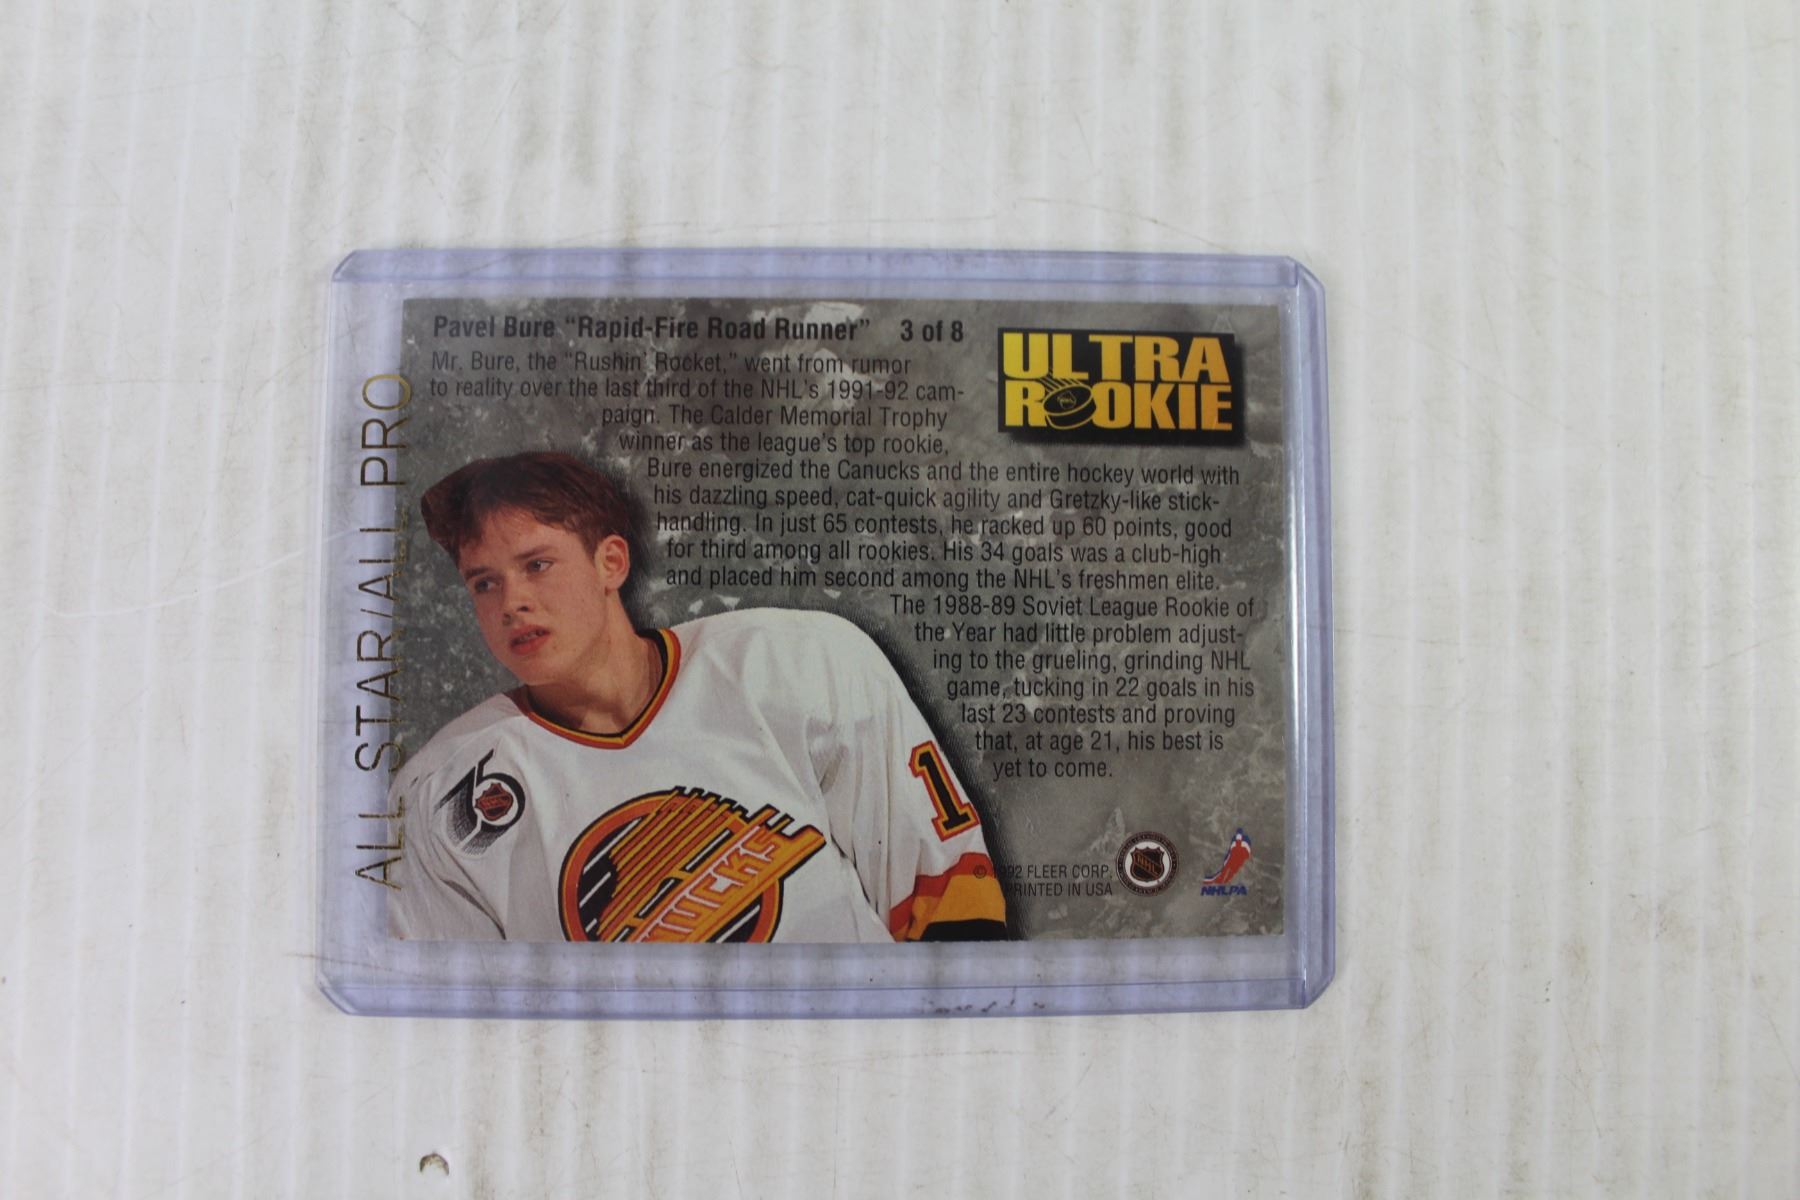 ALL STAR/ALL PRO
Pavel Bure "Rapid-Fire Road Runner" 3 of 8
ULTRA
ROOKIE
Mr. Bure, the "Rushin' Rocket," went from rumor
to reality over the last third of the NHL's 1991-92 cam-
paign. The Calder Memorial Trophy
winner as the league's top rookie,
Bure energized the Canucks and the entire hockey world with
his dazzling speed, cat-quick agility and Gretzky-like stick-
handling. In just 65 contests, he racked up 60 points, good
for third among all rookies. His 34 goals was a club-high
and placed him second among the NHL's freshmen elite.
The 1988-89 Soviet League Rookie of
the Year had little problem adjust-
ing to the grueling, grinding NHL
game, tucking in 22 goals in his
last 23 contests and proving
that, at age 21, his best is
yet to come.
75
NHL
1
NUCKS
© 1992 FLEER CORP.
PRINTED IN USA
NHL
NHLPA